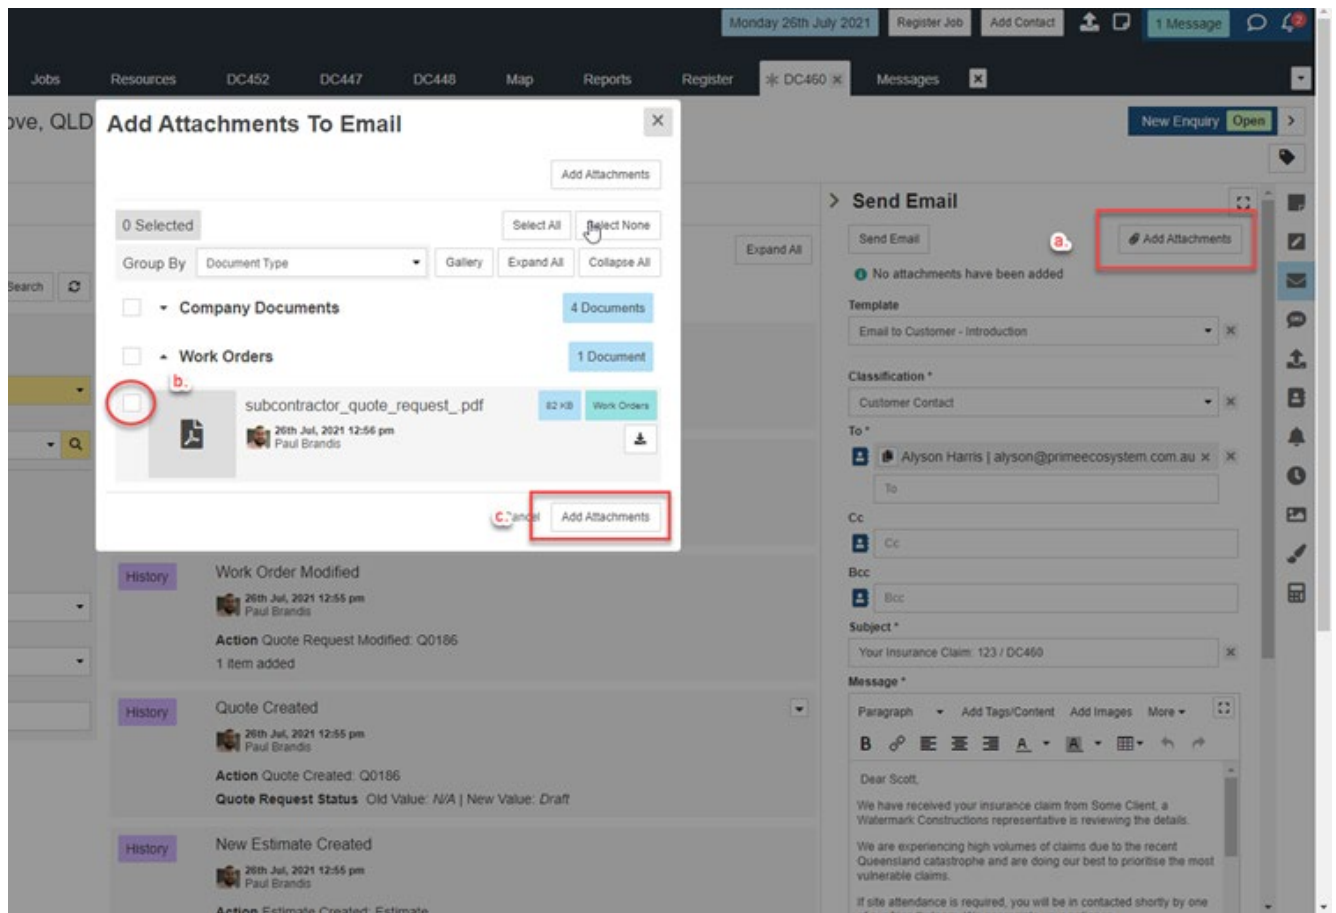 Monday 26th July 2021 Register Job Add Contact 1 Message 2
Jobs Resources DC452 DC447 DC448 Map Reports Register DC460 Messages
ove, QLD
New Enquiry Open
Add Attachments To Email
Add Attachments
0 Selected Select All Select None
Group By Document Type Gallery Expand All Collapse All
Company Documents 4 Documents
Work Orders 1 Document
b.
subcontractor_quote_request_.pdf 82 KB Work Orders
26th Jul, 2021 12:56 pm
Paul Brandis
c. Cancel Add Attachments
Search
Expand All
History Work Order Modified
26th Jul, 2021 12:55 pm
Paul Brandis
Action Quote Request Modified: Q0186
1 item added
History Quote Created
26th Jul, 2021 12:55 pm
Paul Brandis
Action Quote Created: Q0186
Quote Request Status Old Value: N/A | New Value: Draft
History New Estimate Created
26th Jul, 2021 12:55 pm
Paul Brandis
Action Estimate Created: Estimate
Send Email
Send Email a. Add Attachments
No attachments have been added
Template
Email to Customer - Introduction
Classification *
Customer Contact
To *
Alyson Harris | alyson@primeecosystem.com.au
To
Cc
Cc
Bcc
Bcc
Subject *
Your Insurance Claim: 123 / DC460
Message *
Paragraph Add Tags/Content Add Images More
B A A
Dear Scott,
We have received your insurance claim from Some Client, a
Watermark Constructions representative is reviewing the details.
We are experiencing high volumes of claims due to the recent
Queensland catastrophe and are doing our best to prioritise the most
vulnerable claims.
If site attendance is required, you will be in contacted shortly by one